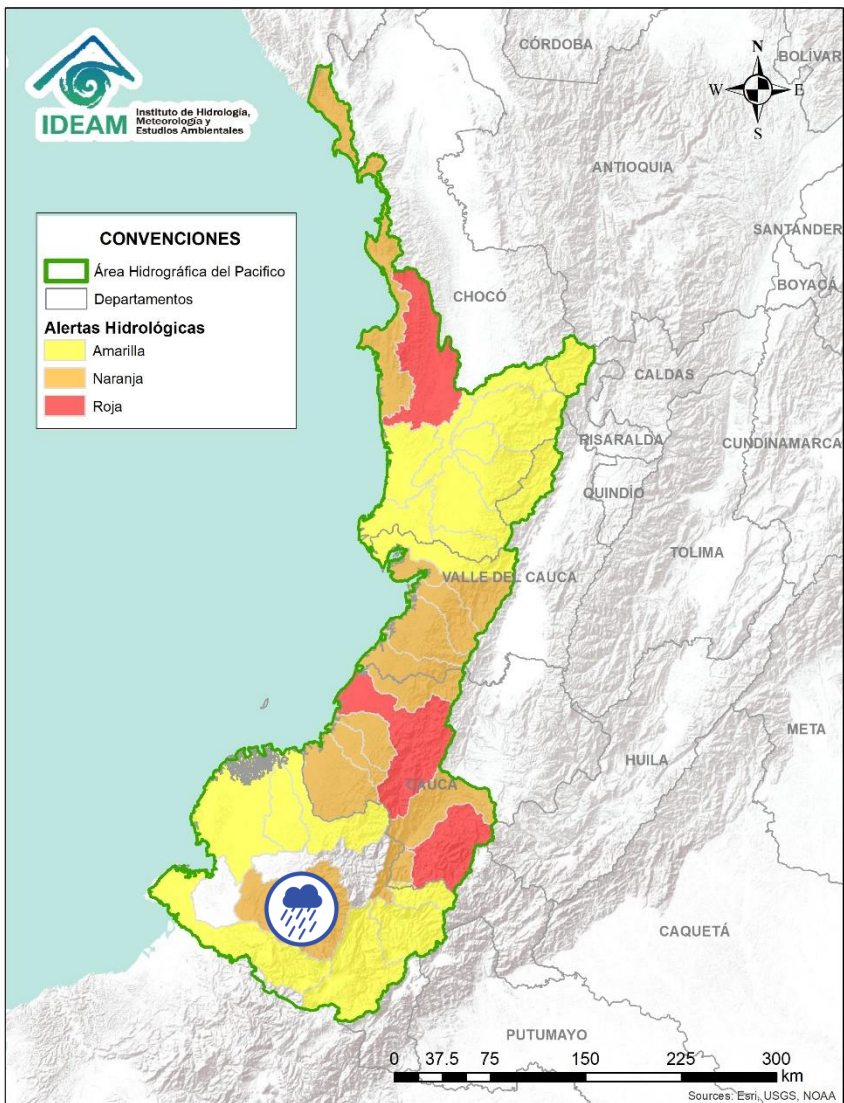 IDEAM
Instituto de Hidrología,
Meteorología y
Estudios Ambientales
N
W E
S
CONVENCIONES
Área Hidrográfica del Pacifico
Departamentos
Alertas Hidrológicas
Amarilla
Naranja
Roja
CÓRDOBA
BOLÍVAR
ANTIOQUIA
SANTANDER
BOYACÁ
CHOCÓ
CALDAS
RISARALDA
CUNDINAMARCA
QUINDÍO
TOLIMA
VALLE DEL CAUCA
META
HUILA
CAUCA
CAQUETÁ
PUTUMAYO
0 37.5 75 150 225 300
km
Sources: Esri, USGS, NOAA